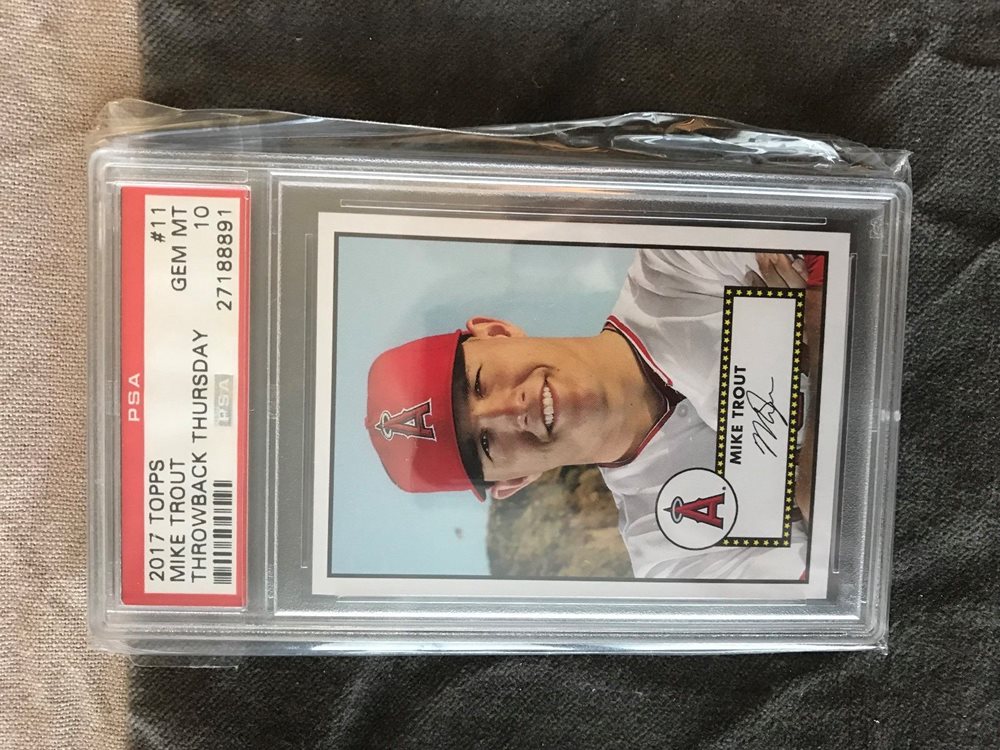 PSA
2017 TOPPS #11
MIKE TROUT GEM MT
THROWBACK THURSDAY 10
PSA 27188891
A
MIKE TROUT
A